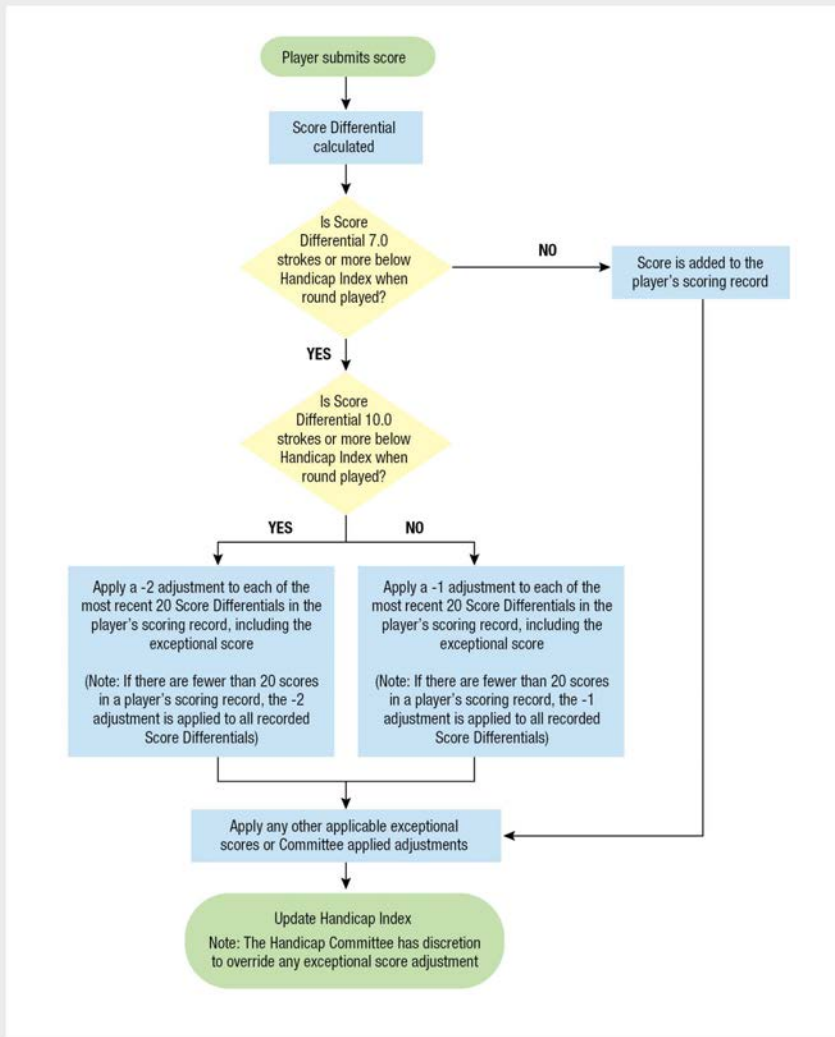 Player submits score
Score Differential
calculated
Is Score
Differential 7.0
strokes or more below
Handicap Index when
round played?
NO
Score is added to the
player's scoring record
YES
Is Score
Differential 10.0
strokes or more below
Handicap Index when
round played?
YES
NO
Apply a -2 adjustment to each of the
most recent 20 Score Differentials in the
player's scoring record, including the
exceptional score
(Note: If there are fewer than 20 scores
in a player's scoring record, the -2
adjustment is applied to all recorded
Score Differentials)
Apply a -1 adjustment to each of the
most recent 20 Score Differentials in the
player's scoring record, including the
exceptional score
(Note: If there are fewer than 20 scores
in a player's scoring record, the -1
adjustment is applied to all recorded
Score Differentials)
Apply any other applicable exceptional
scores or Committee applied adjustments
Update Handicap Index
Note: The Handicap Committee has discretion
to override any exceptional score adjustment